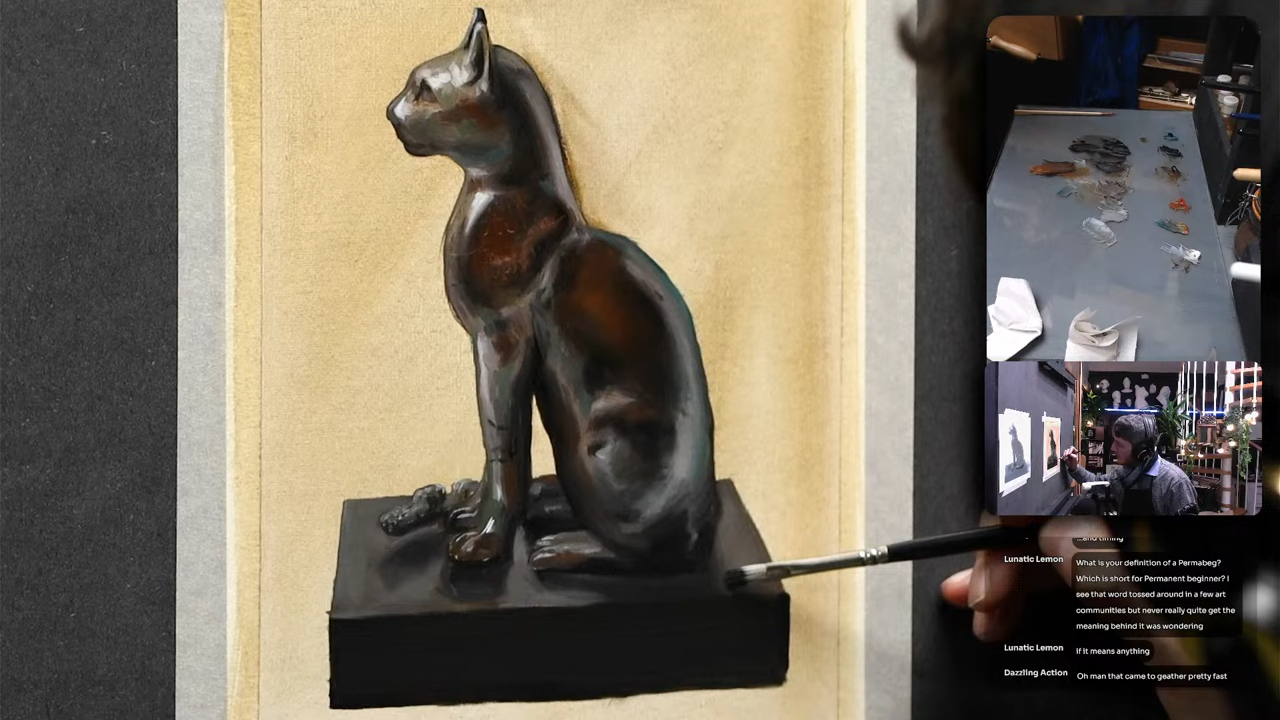 ...and timing
Lunatic Lemon
What is your definition of a Permabeg?
Which is short for Permanent beginner? I
see that word tossed around in a few art
communities but never really quite get the
meaning behind it was wondering
Lunatic Lemon
If it means anything
Dazzling Action
Oh man that came to geather pretty fast